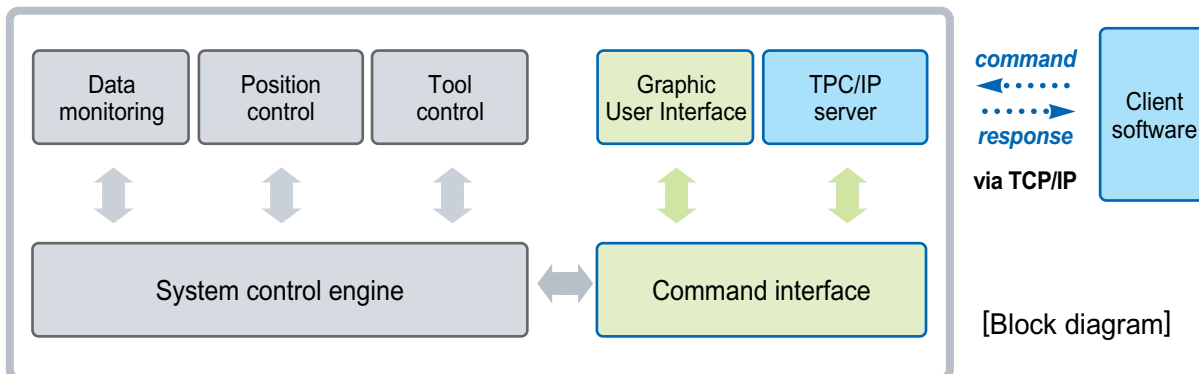 Data
monitoring
Position
control
Tool
control
Graphic
User Interface
TPC/IP
server
command
response
via TCP/IP
Client
software
System control engine
Command interface
[Block diagram]